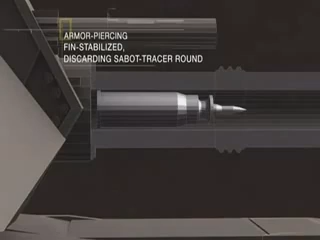 ARMOR-PIERCING
FIN-STABILIZED,
DISCARDING SABOT-TRACER ROUND